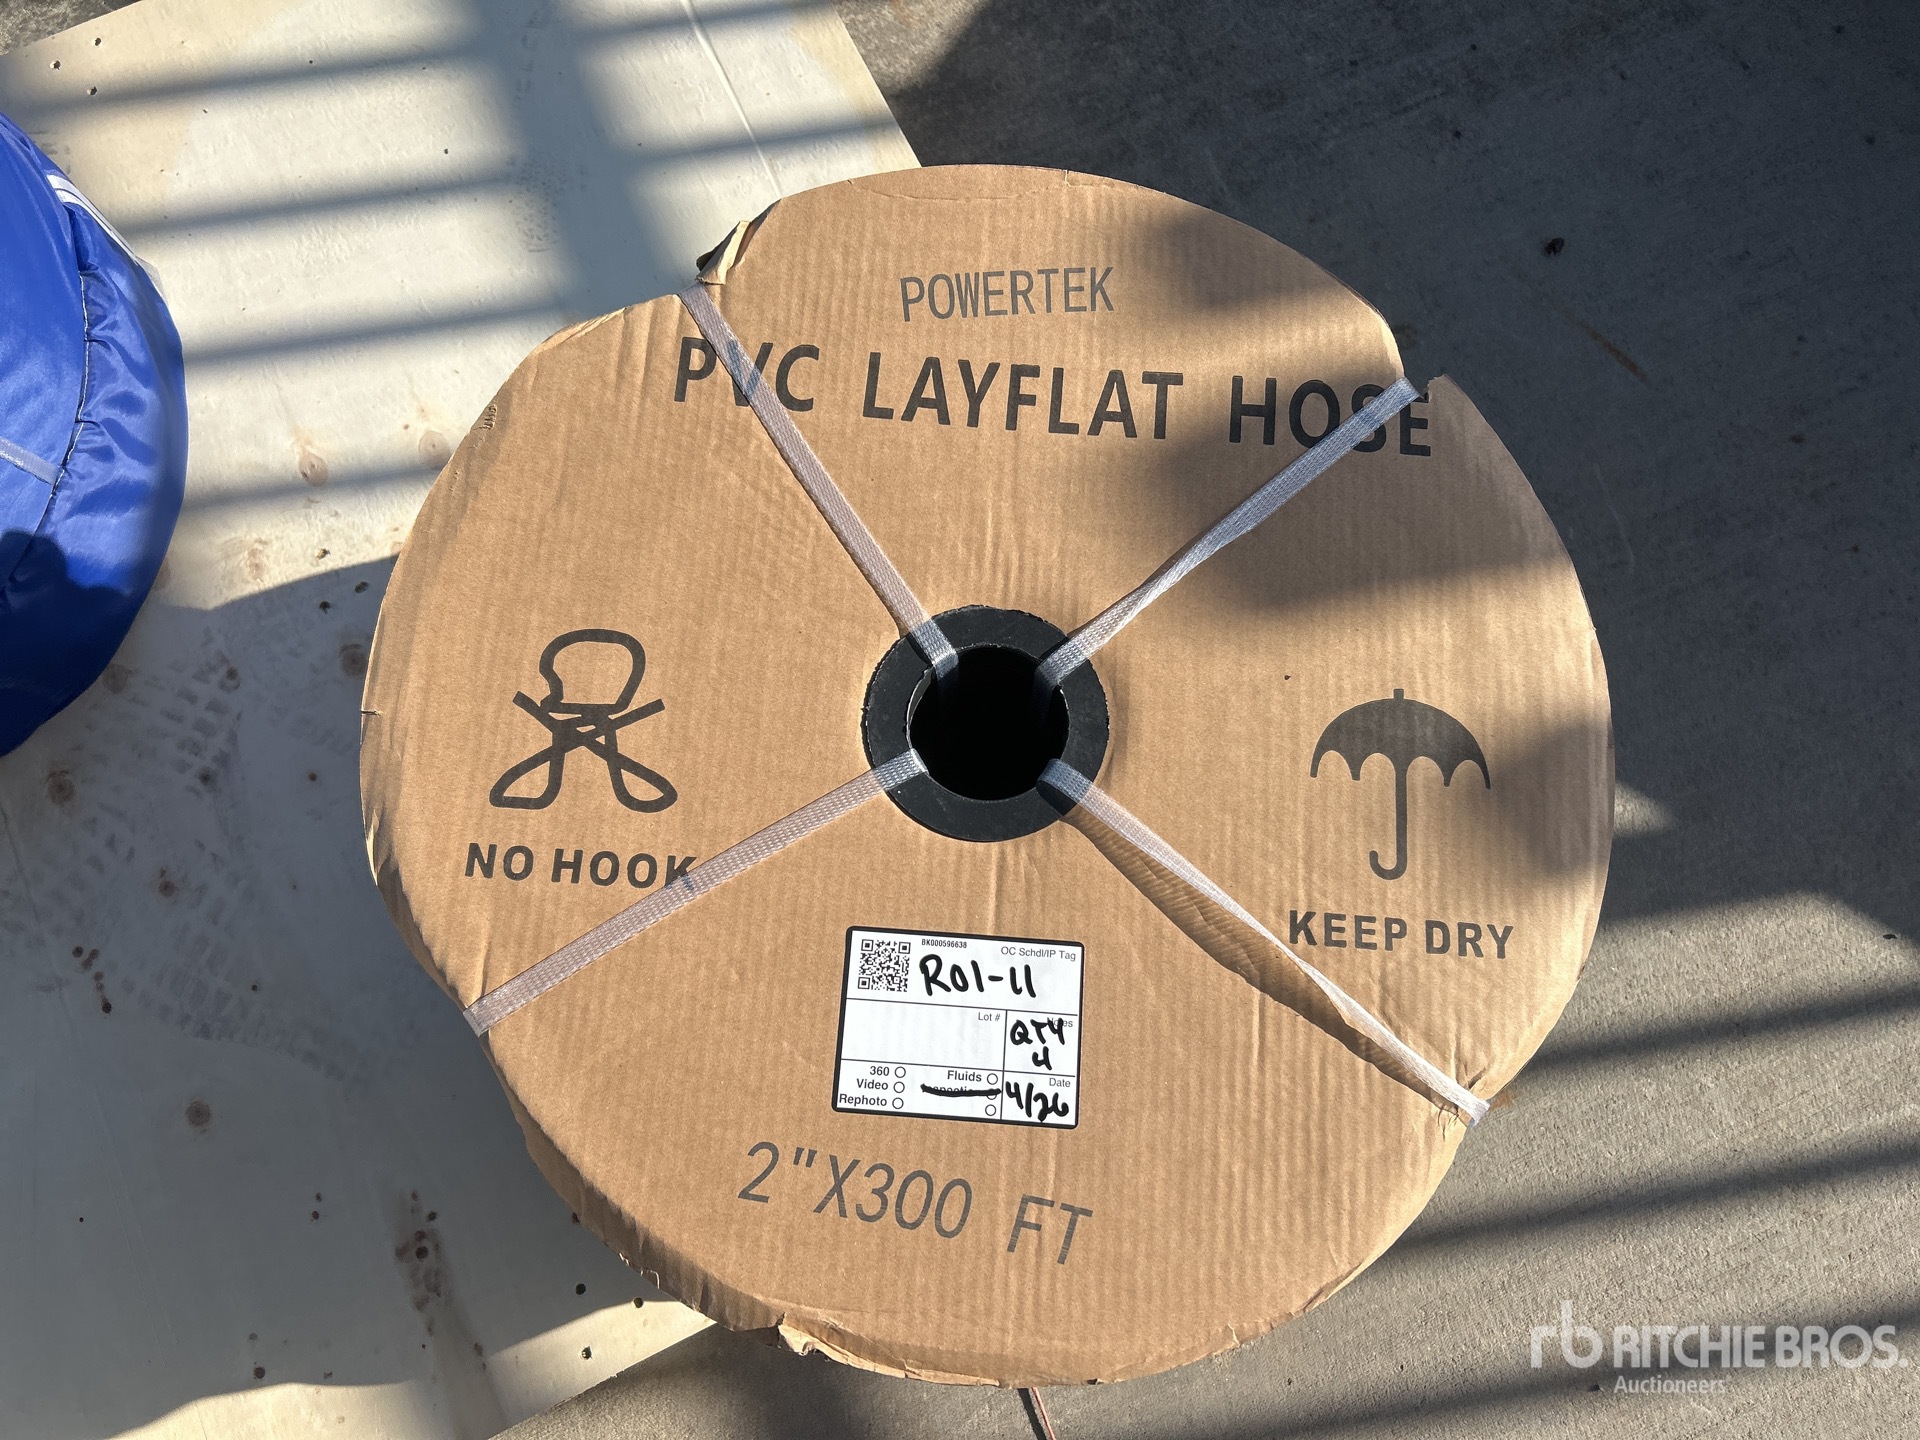 POWERTEK
PVC LAYFLAT HOSE
NO HOOK
KEEP DRY
BK000596638
OC Schdl/IP Tag
R01-11
Lot #
QTY
4
360
Fluids
Date
Video
4/26
Rephoto
2"X300 FT
rb RITCHIE BROS.
Auctioneers